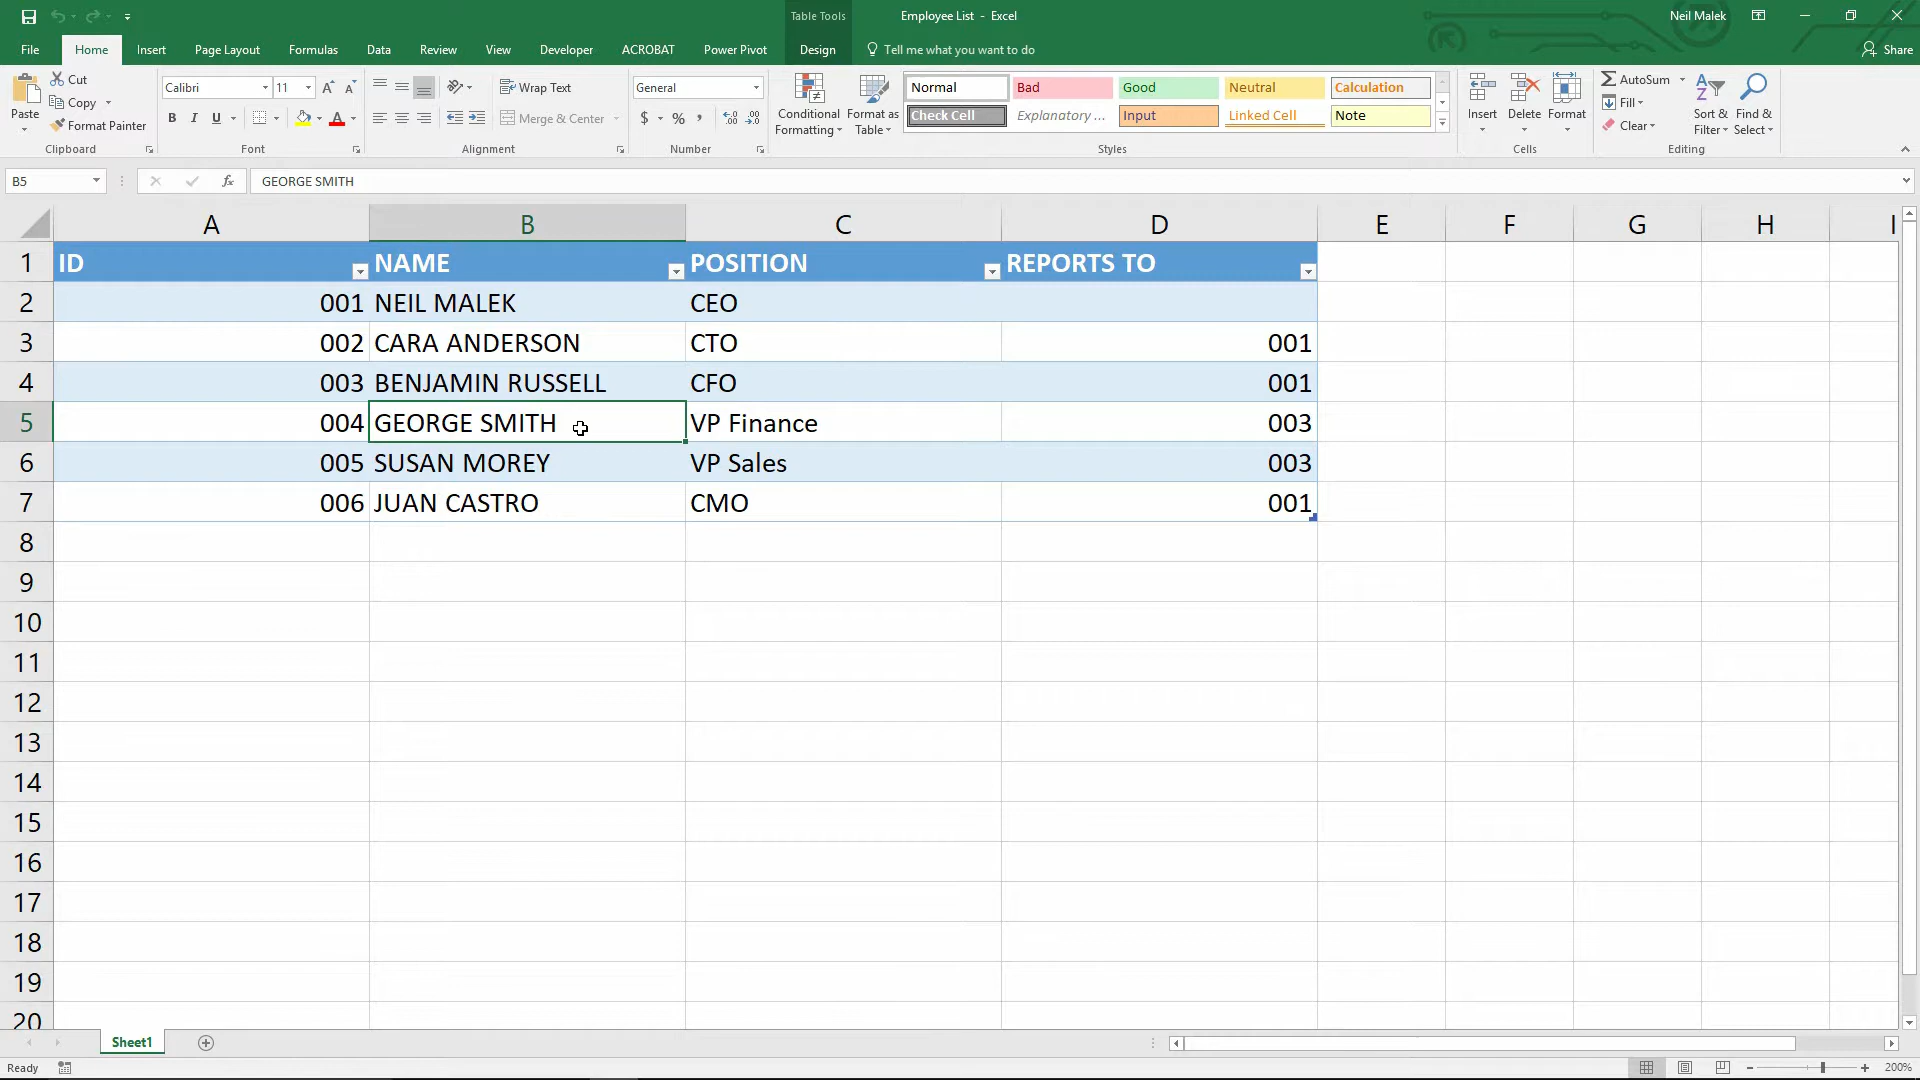 Table Tools
Employee List - Excel
Neil Malek
File Home Insert Page Layout Formulas Data Review View Developer ACROBAT Power Pivot Design Tell me what you want to do Share
Paste
Cut
Copy
Format Painter
Clipboard
Calibri 11
B I U
Font
Wrap Text
Merge & Center
Alignment
General
$ % ,
Number
Conditional Formatting
Format as Table
Normal Bad Good Neutral Calculation
Check Cell Explanatory ... Input Linked Cell Note
Styles
Insert Delete Format
Cells
AutoSum
Fill
Clear
Sort & Filter
Find & Select
Editing
B5 fx GEORGE SMITH
A B C D E F G H I
1 ID NAME POSITION REPORTS TO
2 001 NEIL MALEK CEO
3 002 CARA ANDERSON CTO 001
4 003 BENJAMIN RUSSELL CFO 001
5 004 GEORGE SMITH VP Finance 003
6 005 SUSAN MOREY VP Sales 003
7 006 JUAN CASTRO CMO 001
8
9
10
11
12
13
14
15
16
17
18
19
20
Sheet1
Ready
200%